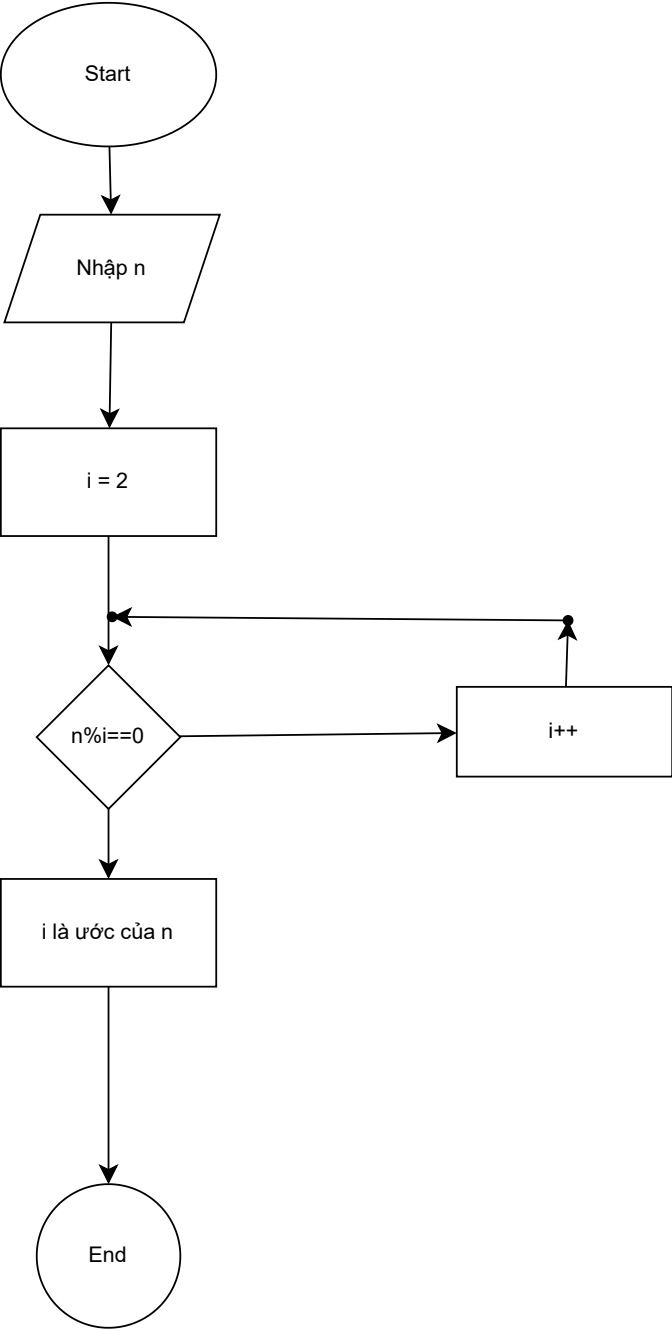 Start
Nhập n
i = 2
n%i==0
i++
i là ước của n
End